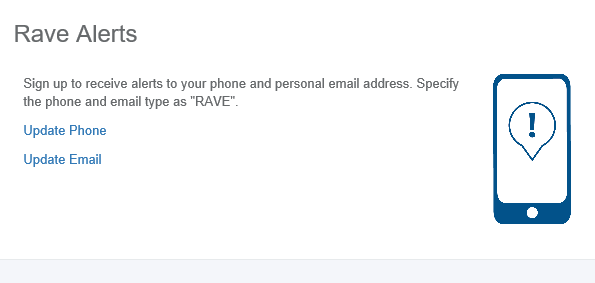 Rave Alerts
Sign up to receive alerts to your phone and personal email address. Specify
the phone and email type as "RAVE".
Update Phone
Update Email
!